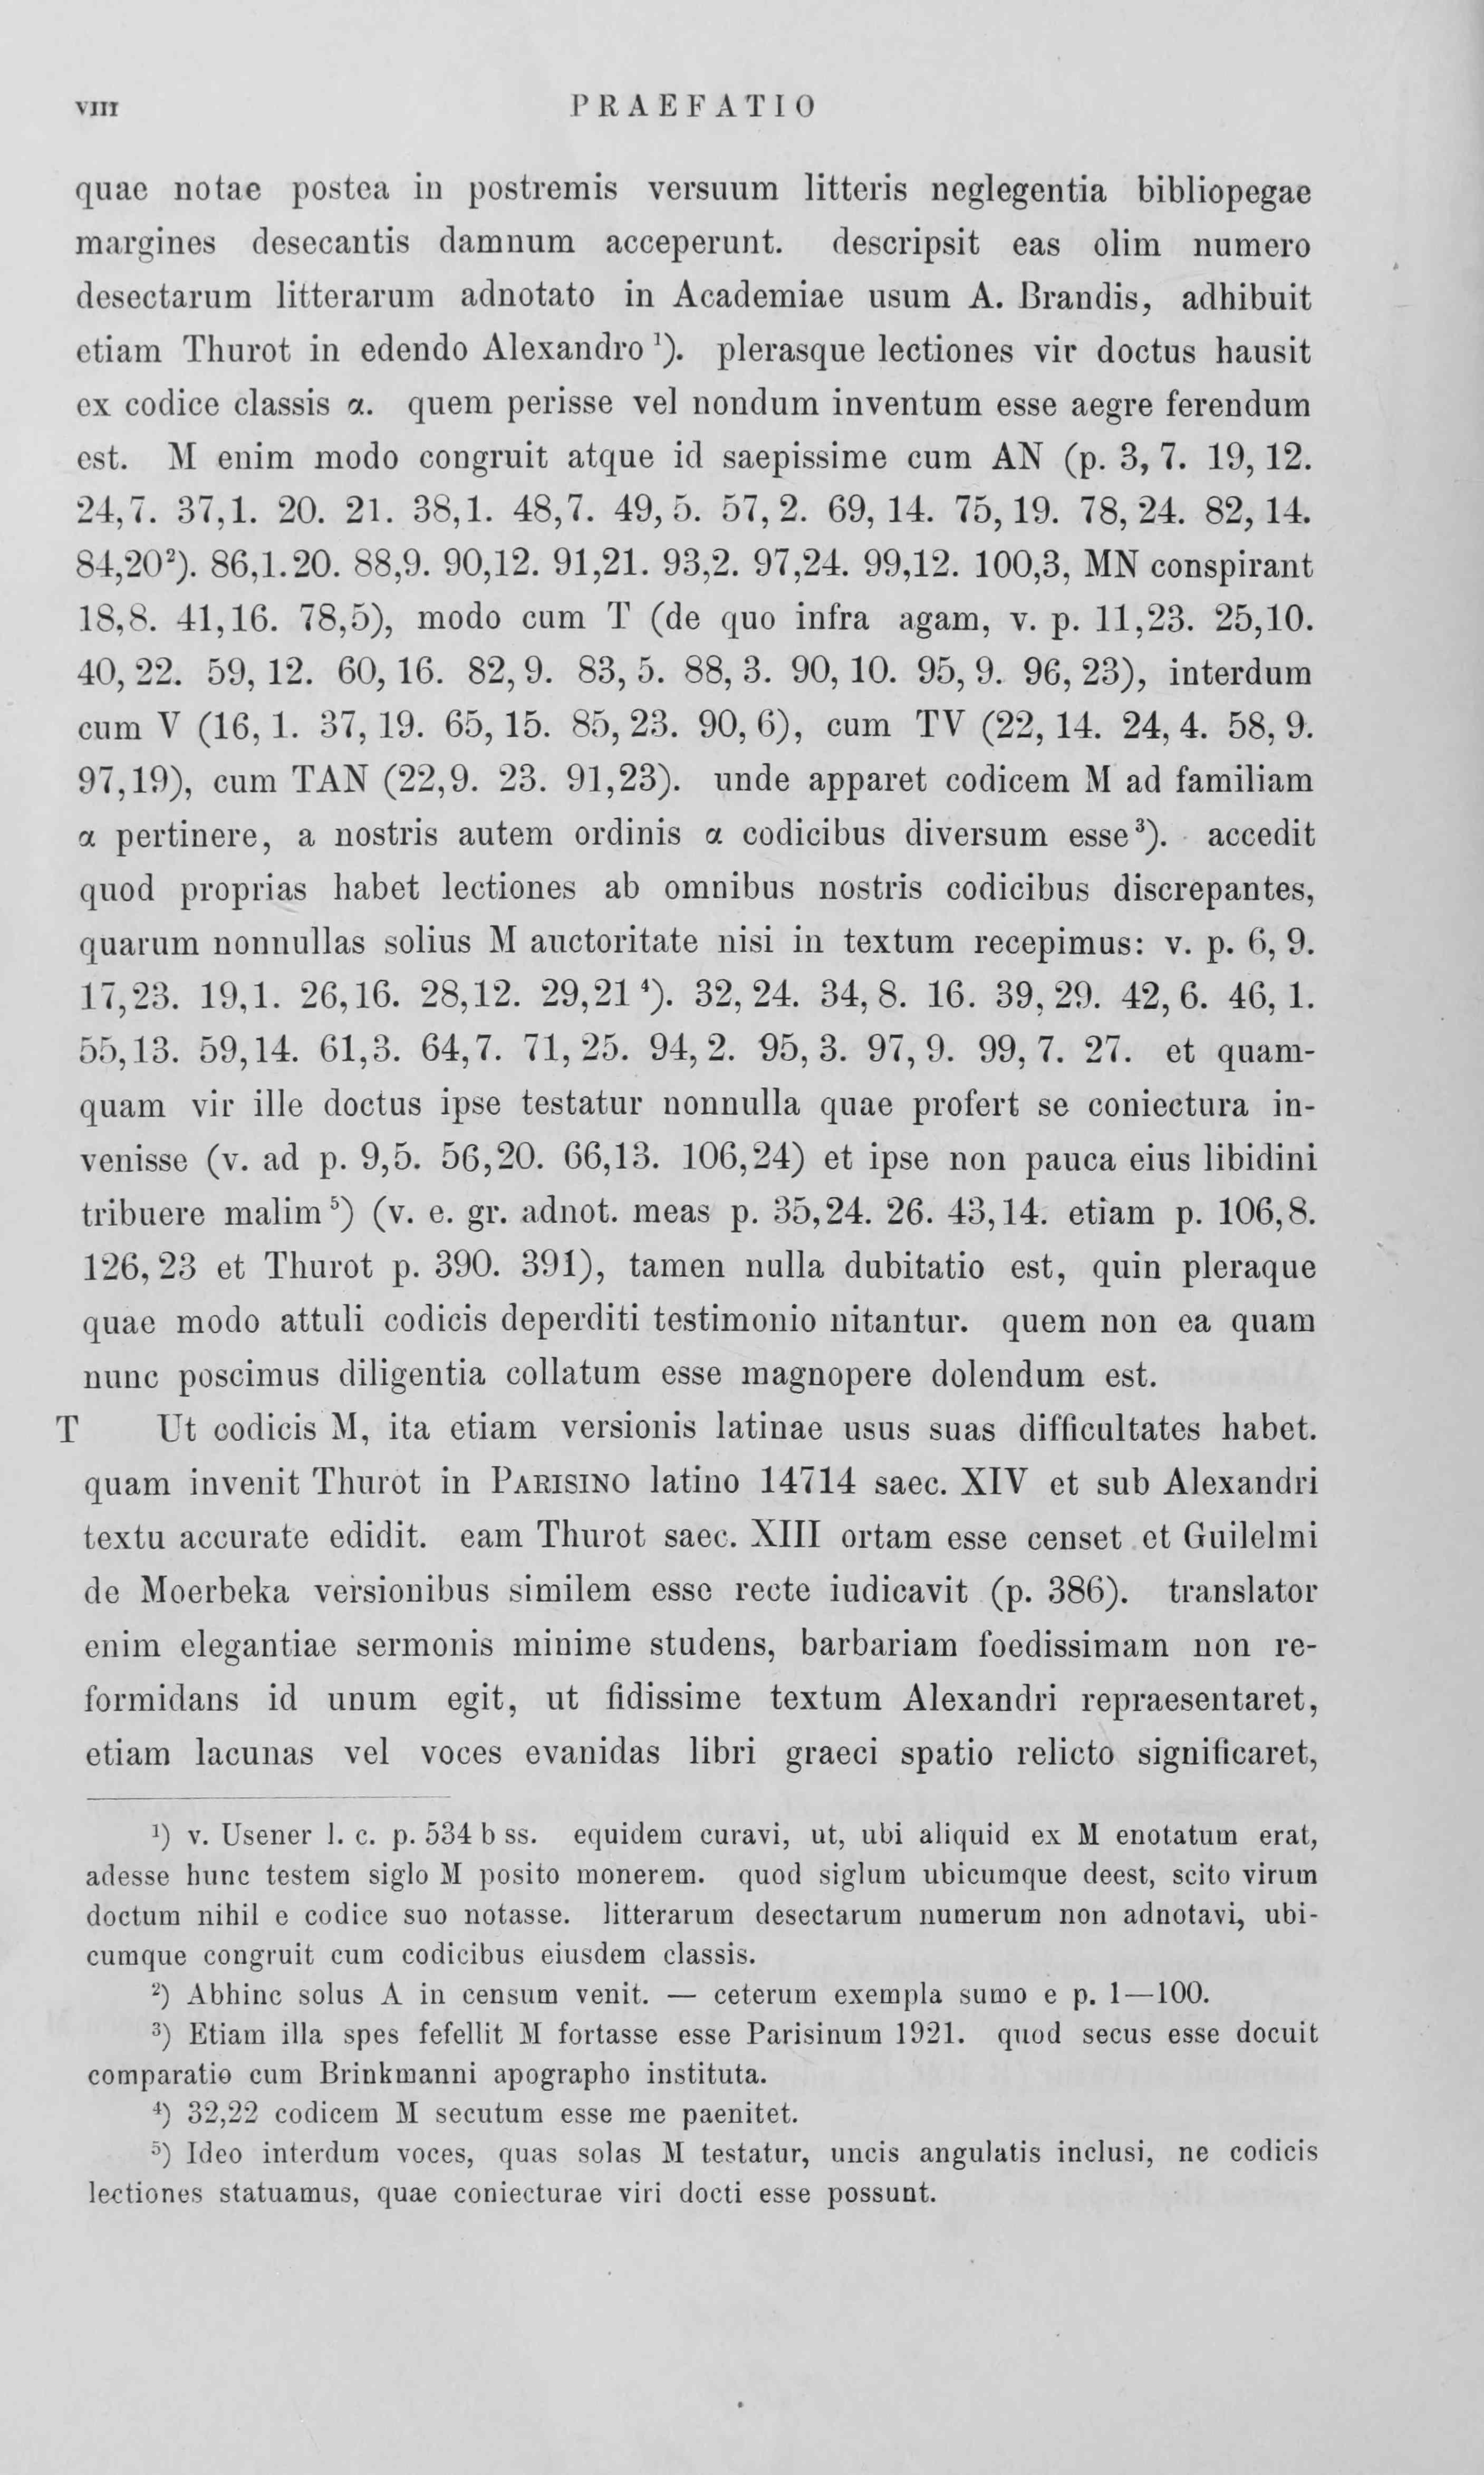 VIII PRAEFATIO
quae notae postea in postremis versuum litteris neglegentia bibliopegae
margines desecantis damnum acceperunt. descripsit eas olim numero
desectarum litterarum adnotato in Academiae usum A. Brandis, adhibuit
etiam Thurot in edendo Alexandro ¹). plerasque lectiones vir doctus hausit
ex codice classis α. quem perisse vel nondum inventum esse aegre ferendum
est. M enim modo congruit atque id saepissime cum AN (p. 3, 7. 19, 12.
24,7. 37,1. 20. 21. 38,1. 48,7. 49, 5. 57, 2. 69, 14. 75, 19. 78, 24. 82, 14.
84,20²). 86,1.20. 88,9. 90,12. 91,21. 93,2. 97,24. 99,12. 100,3, MN conspirant
18,8. 41,16. 78,5), modo cum T (de quo infra agam, v. p. 11,23. 25,10.
40, 22. 59, 12. 60, 16. 82, 9. 83, 5. 88, 3. 90, 10. 95, 9. 96, 23), interdum
cum V (16, 1. 37, 19. 65, 15. 85, 23. 90, 6), cum TV (22, 14. 24, 4. 58, 9.
97,19), cum TAN (22,9. 23. 91,23). unde apparet codicem M ad familiam
α pertinere, a nostris autem ordinis α codicibus diversum esse³). accedit
quod proprias habet lectiones ab omnibus nostris codicibus discrepantes,
quarum nonnullas solius M auctoritate nisi in textum recepimus: v. p. 6, 9.
17,23. 19,1. 26,16. 28,12. 29,21⁴). 32, 24. 34, 8. 16. 39, 29. 42, 6. 46, 1.
55,13. 59,14. 61,3. 64,7. 71, 25. 94, 2. 95, 3. 97, 9. 99, 7. 27. et quam-
quam vir ille doctus ipse testatur nonnulla quae profert se coniectura in-
venisse (v. ad p. 9,5. 56,20. 66,13. 106,24) et ipse non pauca eius libidini
tribuere malim⁵) (v. e. gr. adnot. meas p. 35,24. 26. 43,14. etiam p. 106,8.
126, 23 et Thurot p. 390. 391), tamen nulla dubitatio est, quin pleraque
quae modo attuli codicis deperditi testimonio nitantur. quem non ea quam
nunc poscimus diligentia collatum esse magnopere dolendum est.
T Ut codicis M, ita etiam versionis latinae usus suas difficultates habet.
quam invenit Thurot in PARISINO latino 14714 saec. XIV et sub Alexandri
textu accurate edidit. eam Thurot saec. XIII ortam esse censet et Guilelmi
de Moerbeka versionibus similem esse recte iudicavit (p. 386). translator
enim elegantiae sermonis minime studens, barbariam foedissimam non re-
formidans id unum egit, ut fidissime textum Alexandri repraesentaret,
etiam lacunas vel voces evanidas libri graeci spatio relicto significaret,
¹) v. Usener l. c. p. 534 b ss. equidem curavi, ut, ubi aliquid ex M enotatum erat,
adesse hunc testem siglo M posito monerem. quod siglum ubicumque deest, scito virum
doctum nihil e codice suo notasse. litterarum desectarum numerum non adnotavi, ubi-
cumque congruit cum codicibus eiusdem classis.
²) Abhinc solus A in censum venit. — ceterum exempla sumo e p. 1—100.
³) Etiam illa spes fefellit M fortasse esse Parisinum 1921. quod secus esse docuit
comparatio cum Brinkmanni apographo instituta.
⁴) 32,22 codicem M secutum esse me paenitet.
⁵) Ideo interdum voces, quas solas M testatur, uncis angulatis inclusi, ne codicis
lectiones statuamus, quae coniecturae viri docti esse possunt.